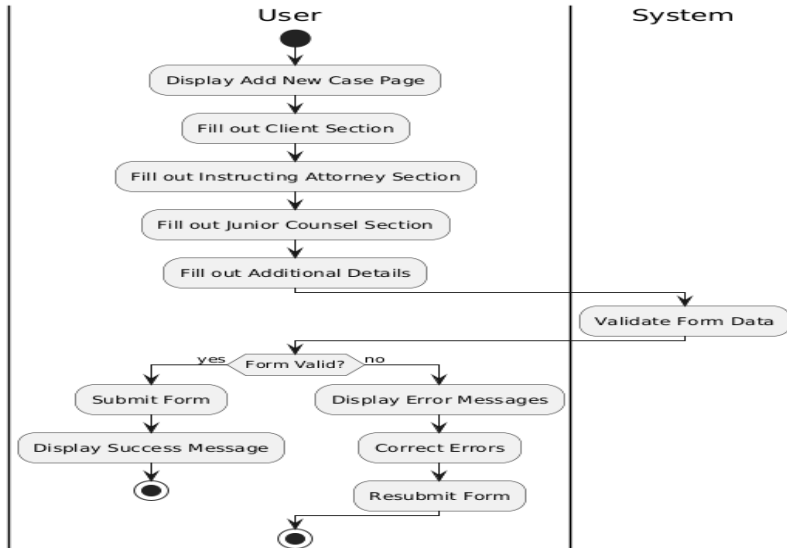 User
System
Display Add New Case Page
Fill out Client Section
Fill out Instructing Attorney Section
Fill out Junior Counsel Section
Fill out Additional Details
Validate Form Data
yes
Form Valid?
no
Submit Form
Display Error Messages
Display Success Message
Correct Errors
Resubmit Form